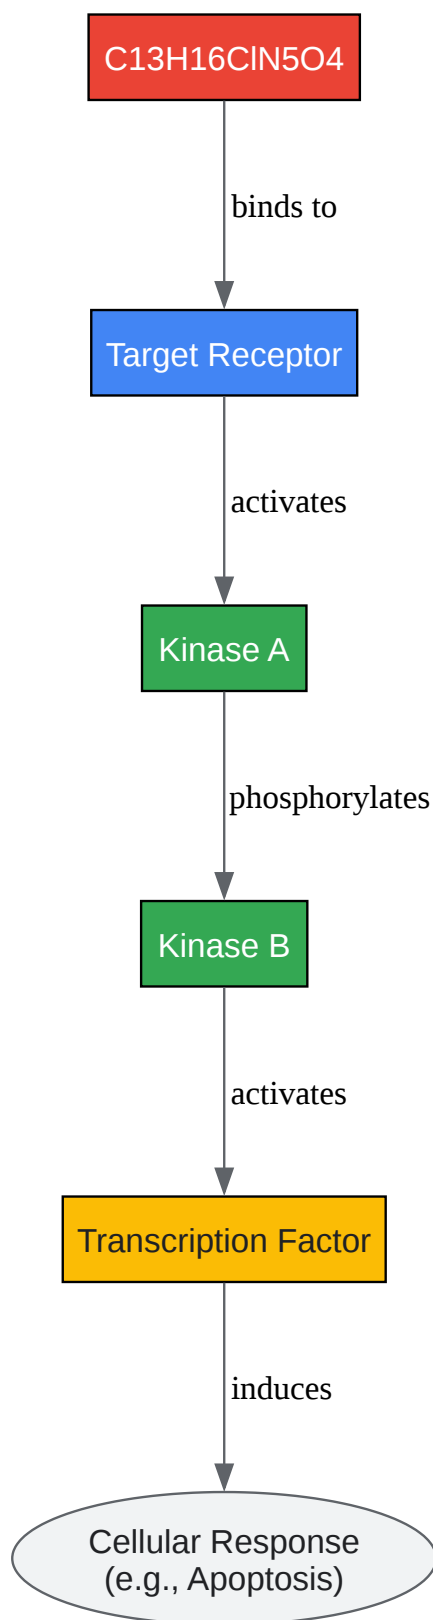 C13H16ClN5O4
binds to
Target Receptor
activates
Kinase A
phosphorylates
Kinase B
activates
Transcription Factor
induces
Cellular Response
(e.g., Apoptosis)